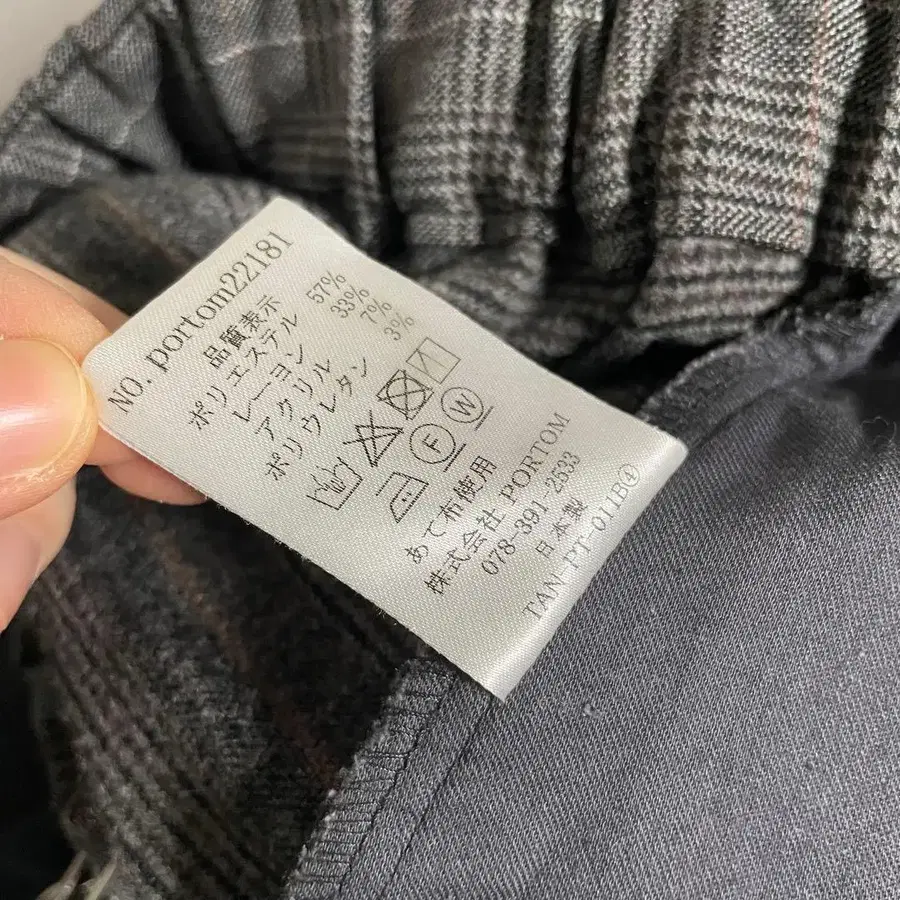 NO. portom22181
品質表示
ポリエステル 57%
レーヨン 33%
アクリル 7%
ポリウレタン 3%
F W
あて布使用
株式会社 PORTOM
078-391-2533
日本製
TAN-PT-011B④